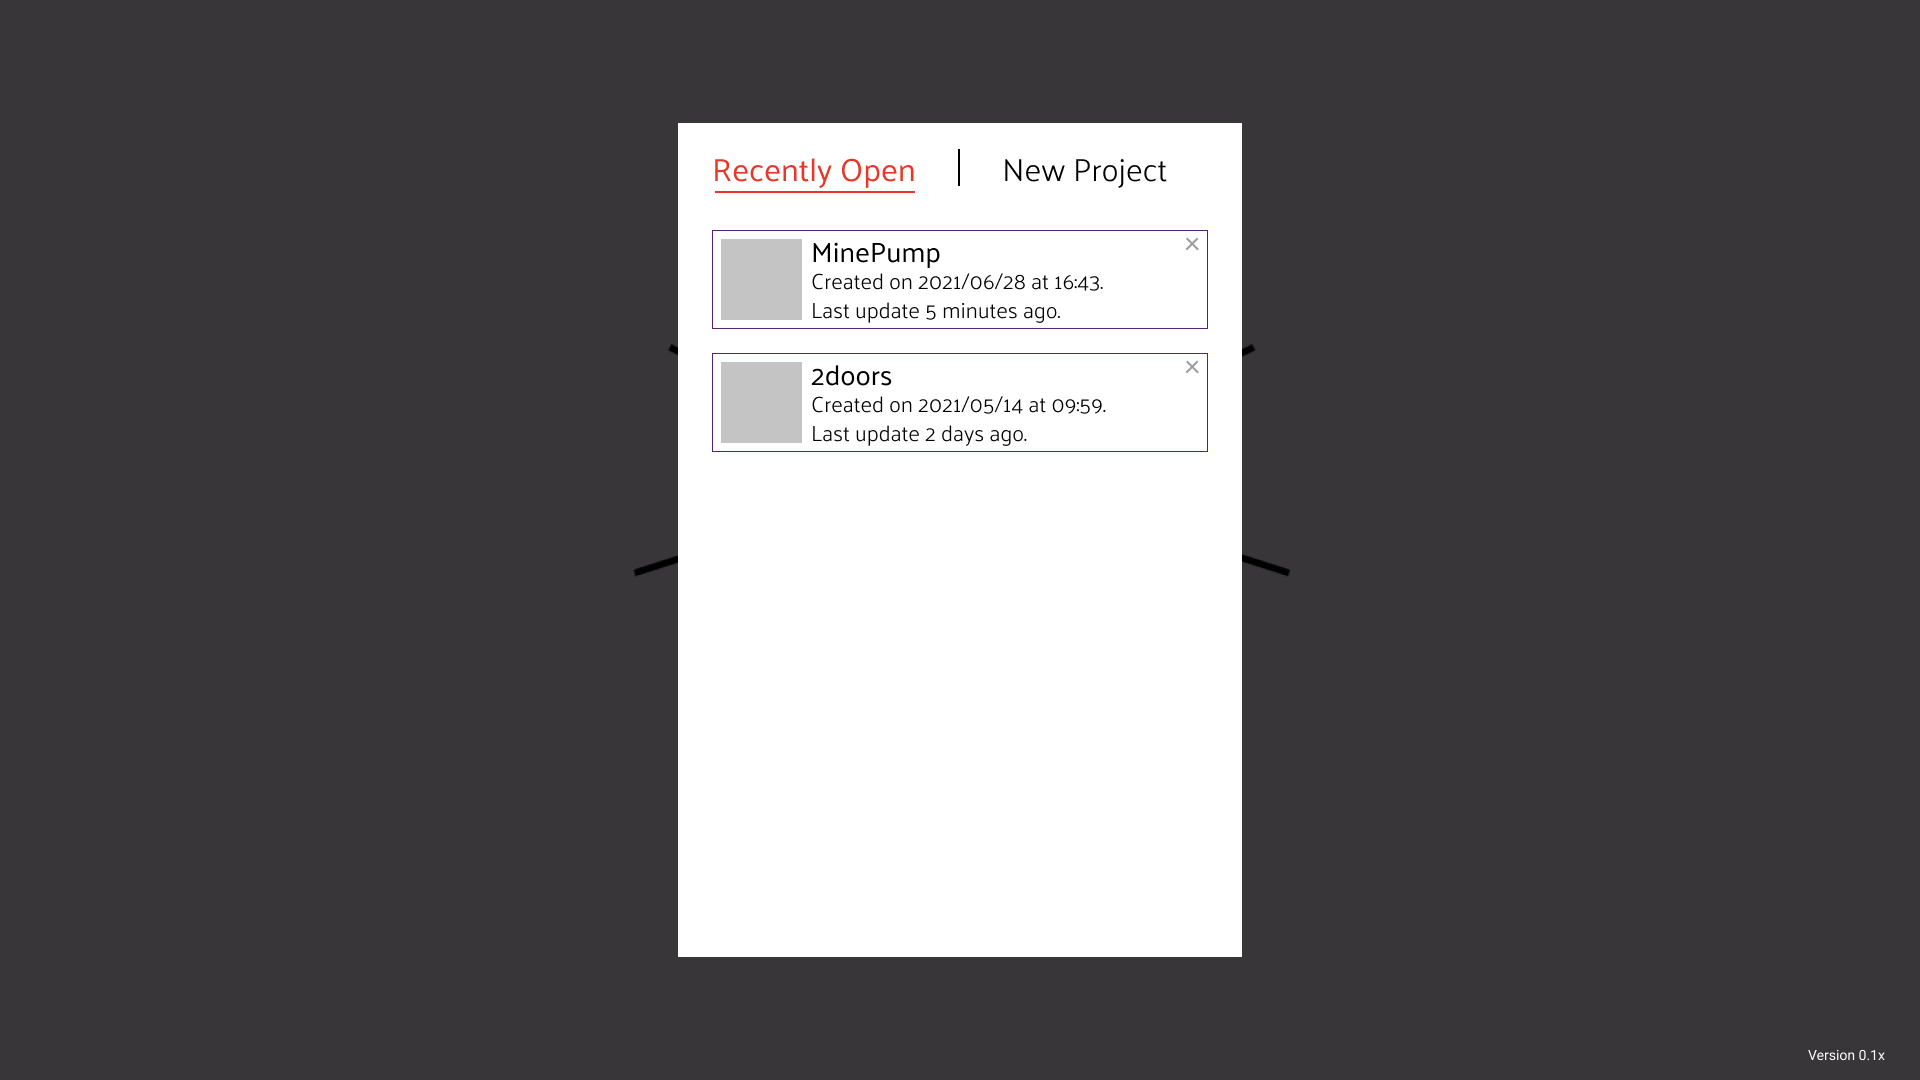 Recently Open
New Project
MinePump
Created on 2021/06/28 at 16:43.
Last update 5 minutes ago.
2doors
Created on 2021/05/14 at 09:59.
Last update 2 days ago.
Version 0.1x